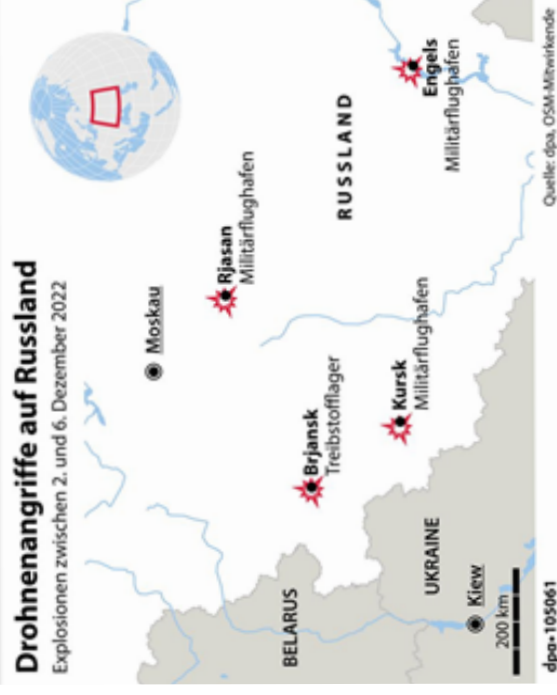 Drohnenangriffe auf Russland
Explosionen zwischen 2. und 6. Dezember 2022
Moskau
Rjasan
Militärflughafen
RUSSLAND
Engels
Militärflughafen
Brjansk
Treibstofflager
Kursk
Militärflughafen
BELARUS
UKRAINE
Kiew
200 km
dpa•105061
Quelle: dpa, OSM-Mitwirkende